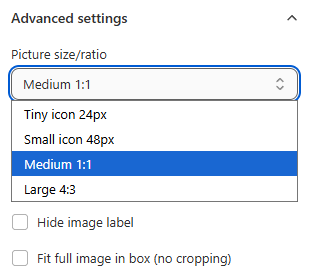 Advanced settings
Picture size/ratio
Medium 1:1
Tiny icon 24px
Small icon 48px
Medium 1:1
Large 4:3
Hide image label
Fit full image in box (no cropping)